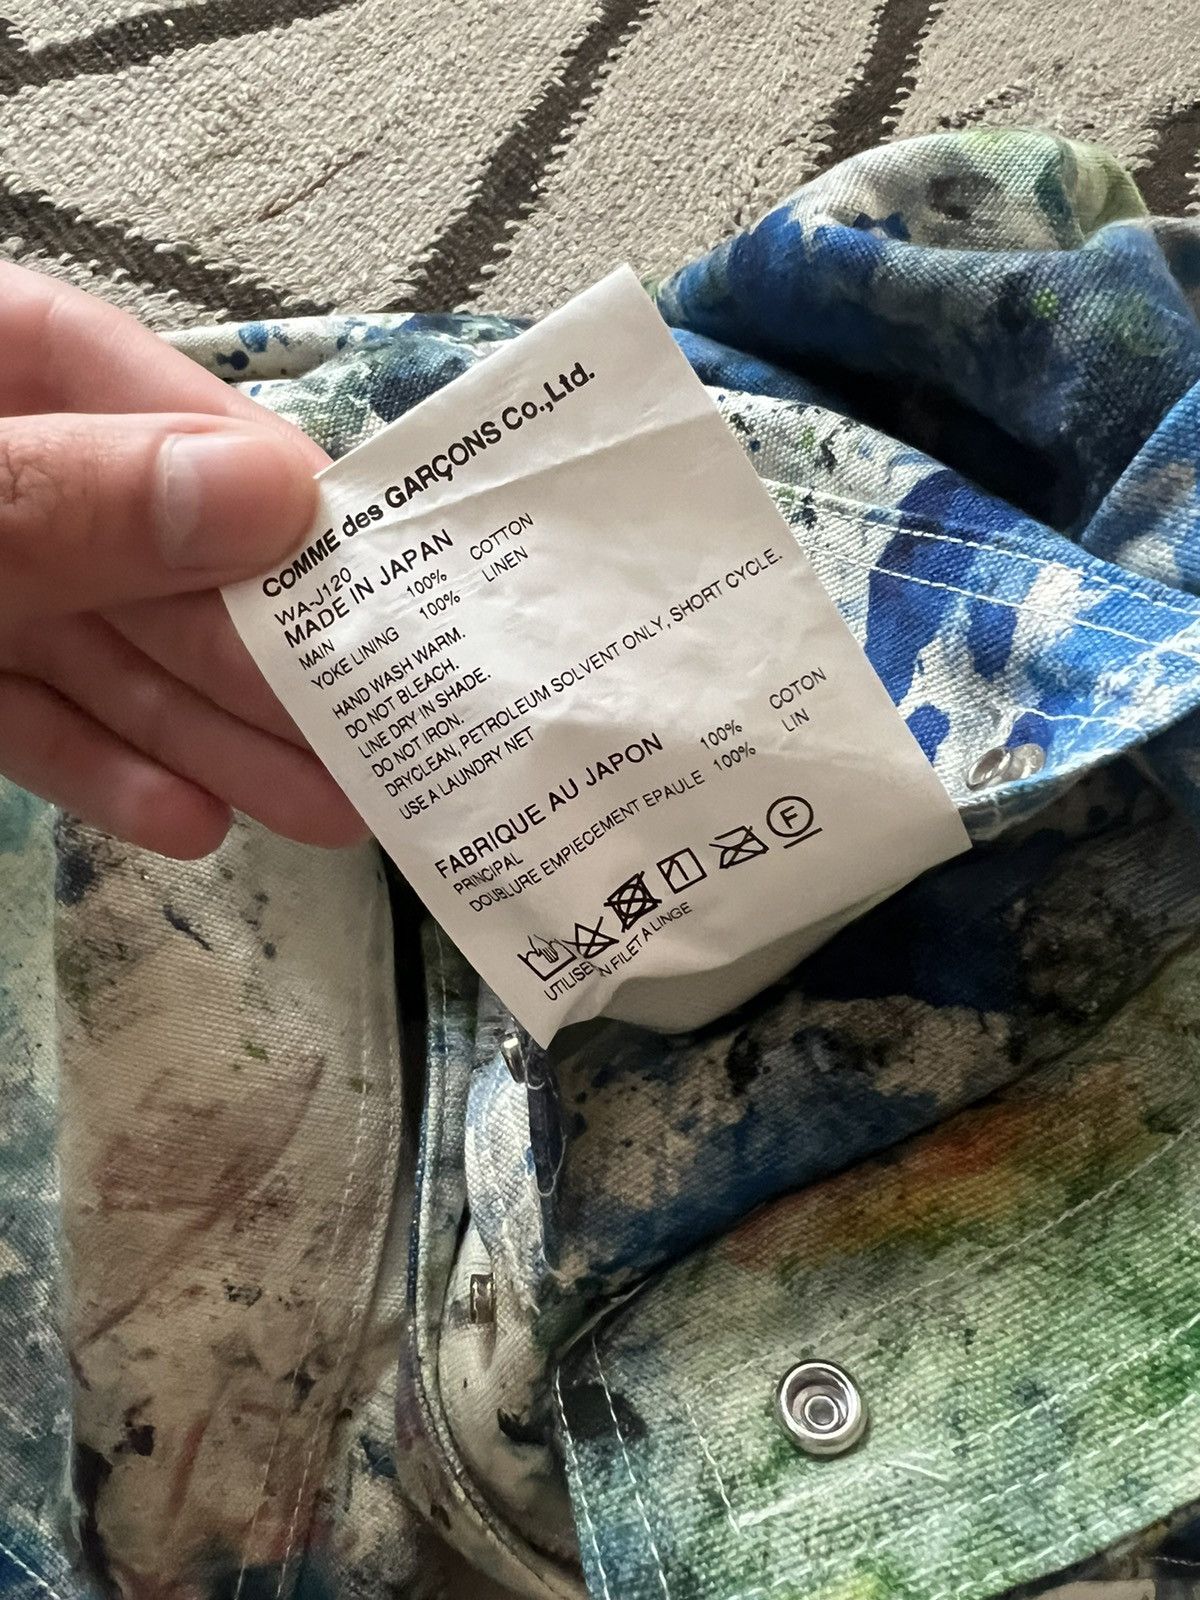 COMME des GARÇONS Co.,Ltd.
WA-J120
MADE IN JAPAN
MAIN 100% COTTON
YOKE LINING 100% LINEN
HAND WASH WARM.
DO NOT BLEACH.
LINE DRY IN SHADE.
DO NOT IRON.
DRYCLEAN, PETROLEUM SOLVENT ONLY, SHORT CYCLE.
USE A LAUNDRY NET
FABRIQUE AU JAPON
PRINCIPAL 100% COTON
DOUBLURE EMPIECEMENT EPAULE 100% LIN
F
FILET A LINGE